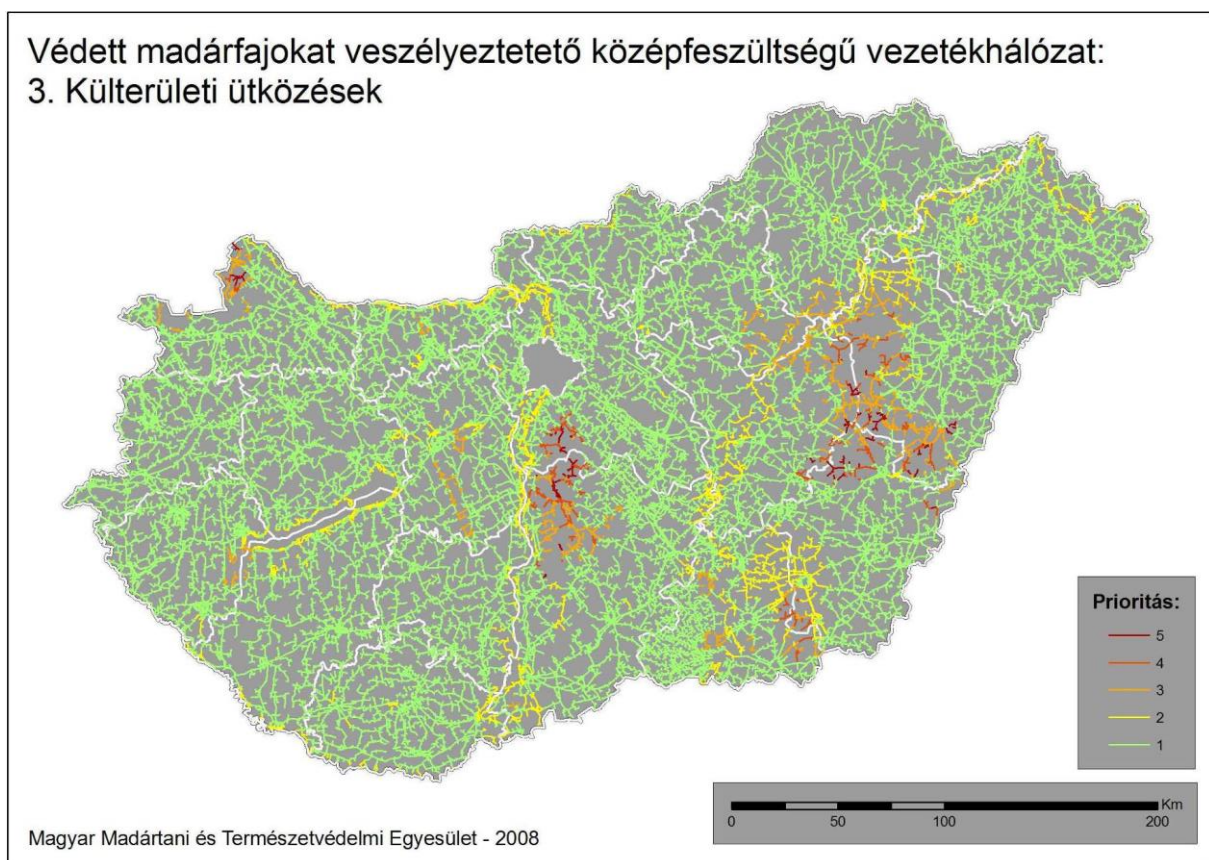 Védett madárfajokat veszélyeztetető középfeszültségű vezetékhálózat:
3. Külterületi ütközések
Prioritás:
5
4
3
2
1
Km
0 50 100 200
Magyar Madártani és Természetvédelmi Egyesület - 2008